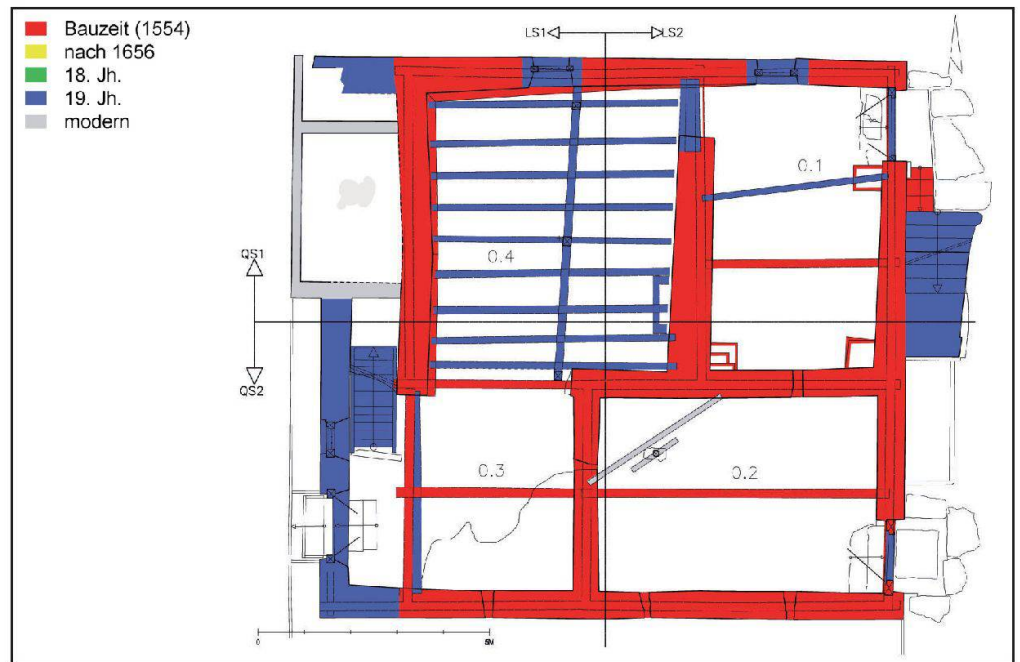 Bauzeit (1554)
nach 1656
18. Jh.
19. Jh.
modern
LS1 LS2
0.1
QS1
0.4
QS2
0.3
0.2
0 5M